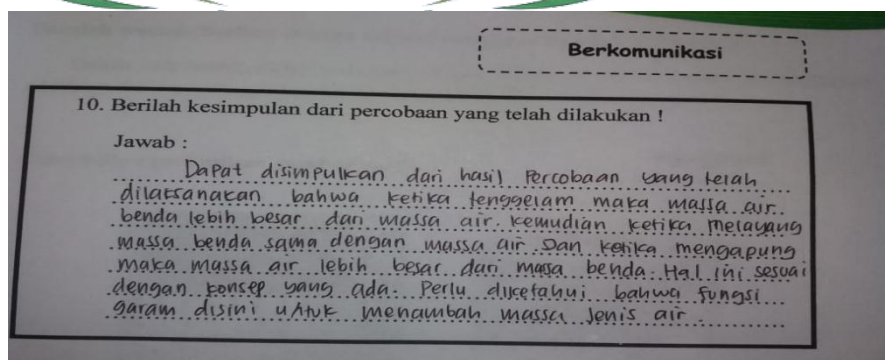 Berkomunikasi
10. Berilah kesimpulan dari percobaan yang telah dilakukan !
Jawab :
Dapat disimpulkan dari hasil Percobaan yang telah
dilaksanakan bahwa ketika tenggelam maka massa air
benda lebih besar dari massa air. kemudian ketika melayang
massa benda sama dengan massa air Dan ketika mengapung
maka massa air lebih besar dari massa benda. Hal ini sesuai
dengan konsep yang ada. Perlu diketahui bahwa fungsi
garam disini untuk menambah massa Jenis air.